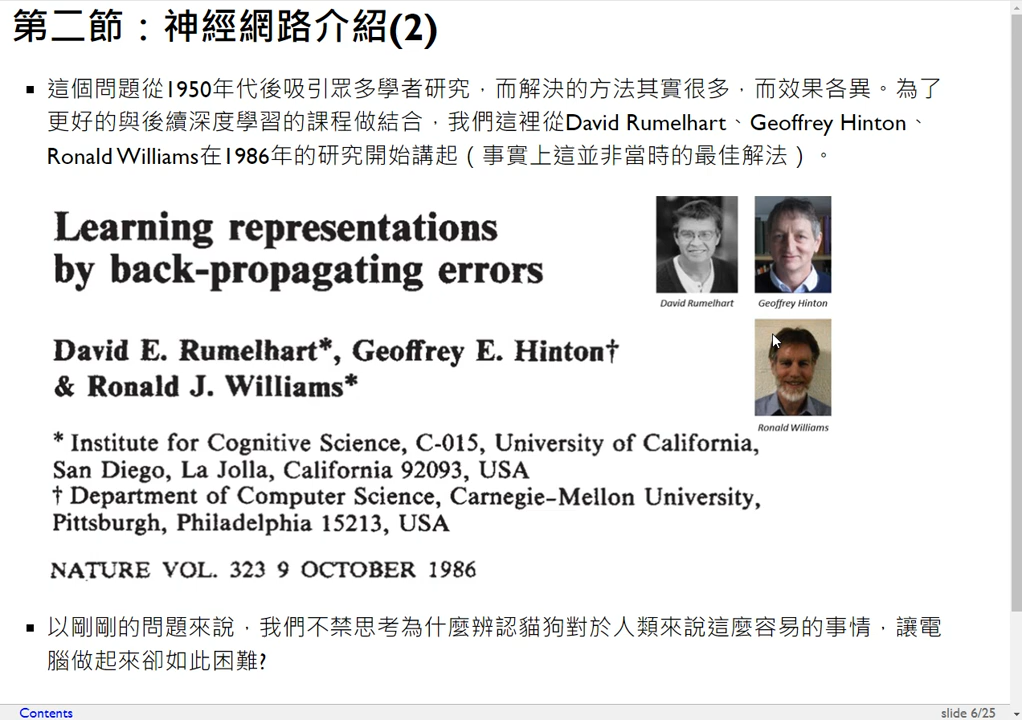 第二節：神經網路介紹(2)
這個問題從1950年代後吸引眾多學者研究，而解決的方法其實很多，而效果各異。為了
更好的與後續深度學習的課程做結合，我們這裡從David Rumelhart、Geoffrey Hinton、
Ronald Williams在1986年的研究開始講起（事實上這並非當時的最佳解法）。
Learning representations
by back-propagating errors
David Rumelhart
Geoffrey Hinton
David E. Rumelhart*, Geoffrey E. Hinton†
& Ronald J. Williams*
Ronald Williams
* Institute for Cognitive Science, C-015, University of California,
San Diego, La Jolla, California 92093, USA
† Department of Computer Science, Carnegie-Mellon University,
Pittsburgh, Philadelphia 15213, USA
NATURE VOL. 323 9 OCTOBER 1986
以剛剛的問題來說，我們不禁思考為什麼辨認貓狗對於人類來說這麼容易的事情，讓電
腦做起來卻如此困難?
Contents
slide 6/25